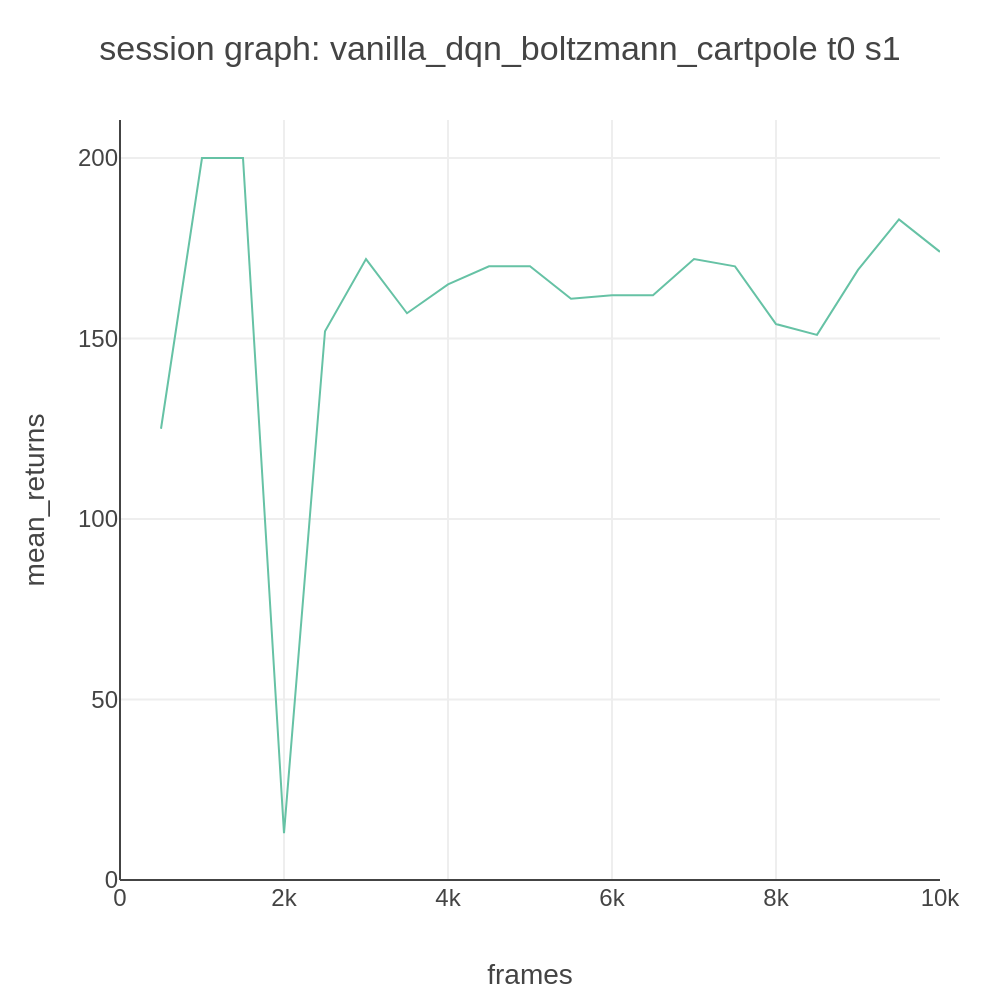 session graph: vanilla_dqn_boltzmann_cartpole t0 s1
mean_returns
200
150
100
50
0
0 2k 4k 6k 8k 10k
frames